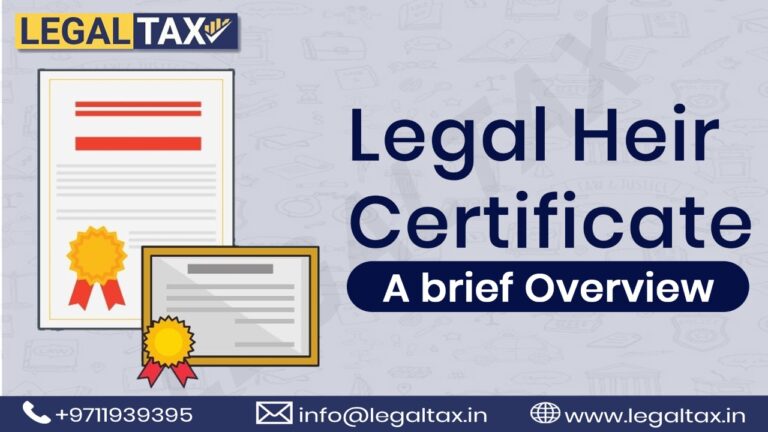 LEGALTAX
Legal Heir
Certificate
A brief Overview
+9711939395
info@legaltax.in
www.legaltax.in